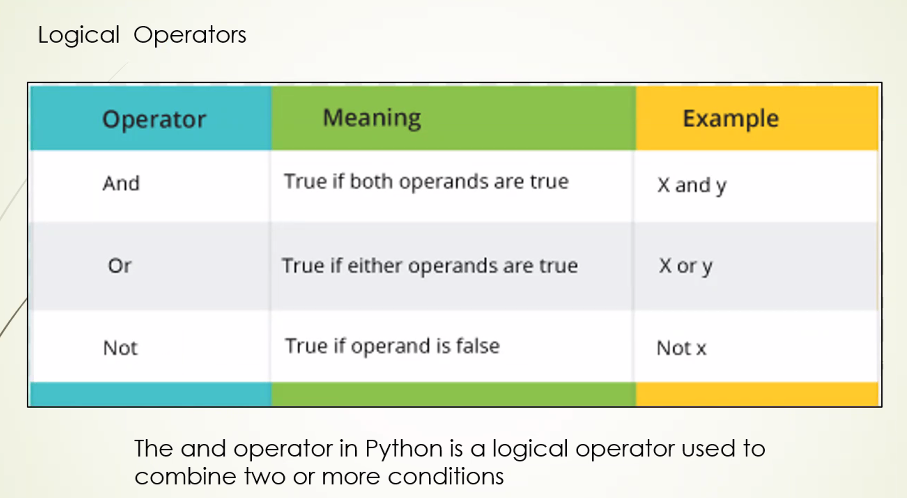 Logical Operators
Operator Meaning Example
And True if both operands are true X and y
Or True if either operands are true X or y
Not True if operand is false Not x
The and operator in Python is a logical operator used to
combine two or more conditions